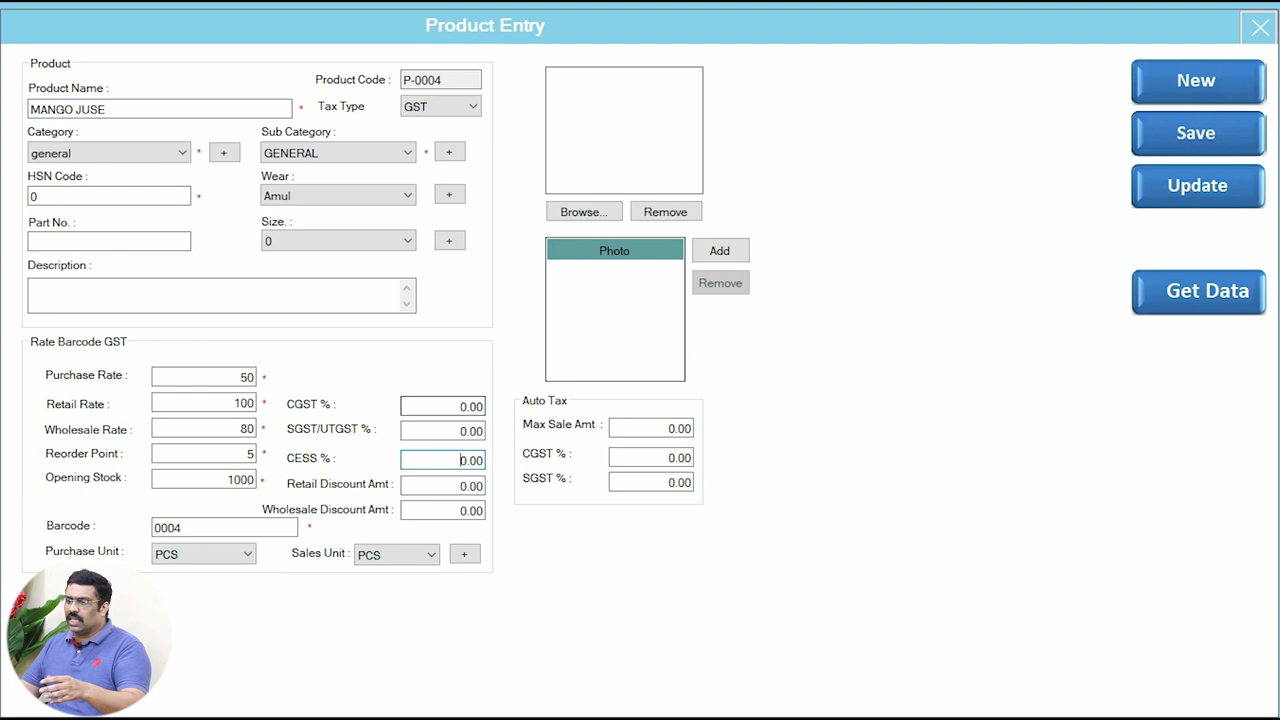 Product Entry
Product
Product Name :
Product Code :
P-0004
MANGO JUSE
*
Tax Type
GST
Category :
Sub Category :
general
*
+
GENERAL
*
+
HSN Code :
Wear :
0
*
Amul
+
Part No. :
Size. :
0
+
Description :
Rate Barcode GST
Purchase Rate :
50
*
Retail Rate :
100
*
CGST % :
0.00
Wholesale Rate :
80
*
SGST/UTGST % :
0.00
Reorder Point :
5
*
CESS % :
0.00
Opening Stock :
1000
*
Retail Discount Amt :
0.00
Wholesale Discount Amt :
0.00
Barcode :
0004
*
Purchase Unit :
PCS
Sales Unit :
PCS
+
Browse...
Remove
Photo
Add
Remove
Auto Tax
Max Sale Amt :
0.00
CGST % :
0.00
SGST % :
0.00
New
Save
Update
Get Data